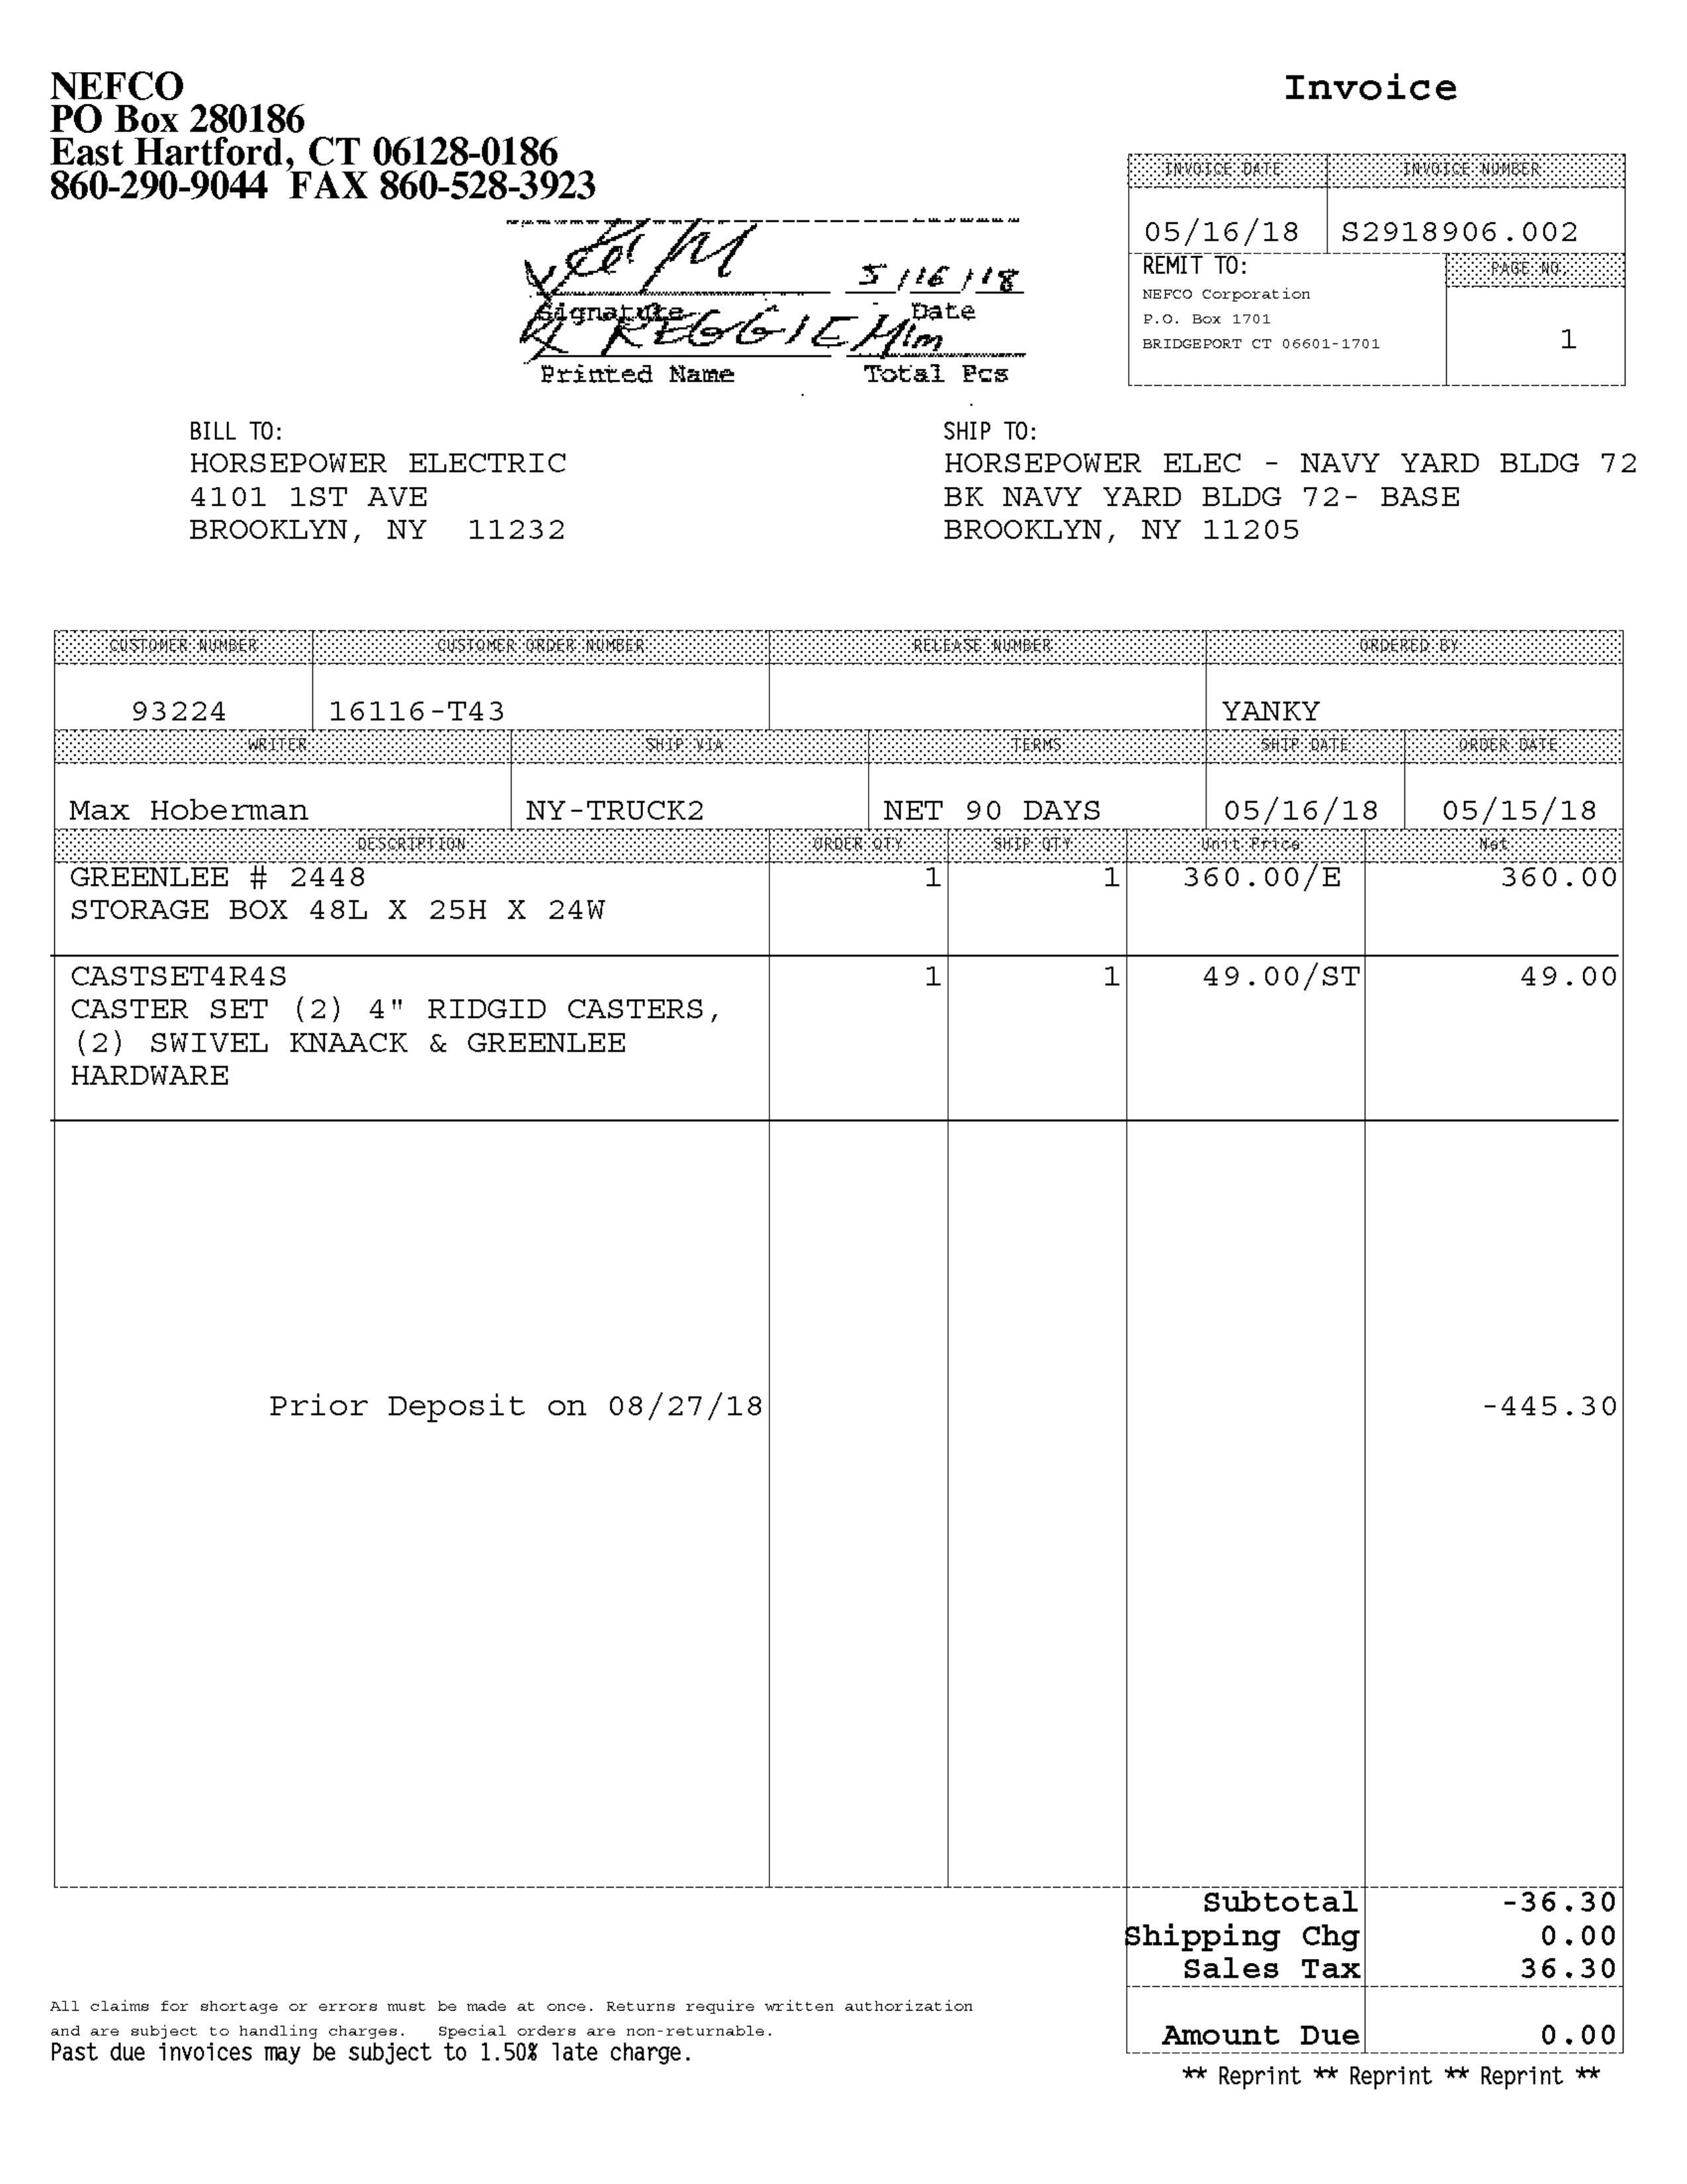 NEFCO
PO Box 280186
East Hartford, CT 06128-0186
860-290-9044 FAX 860-528-3923
Invoice
INVOICE DATE INVOICE NUMBER
05/16/18 S2918906.002
REMIT TO: PAGE NO.
NEFCO Corporation
P.O. Box 1701
BRIDGEPORT CT 06601-1701
1
5/16/18
Signature Date
REGGIE
Printed Name Total Pcs
BILL TO:
HORSEPOWER ELECTRIC
4101 1ST AVE
BROOKLYN, NY 11232
SHIP TO:
HORSEPOWER ELEC - NAVY YARD BLDG 72
BK NAVY YARD BLDG 72- BASE
BROOKLYN, NY 11205
CUSTOMER NUMBER CUSTOMER ORDER NUMBER RELEASE NUMBER ORDERED BY
93224 16116-T43 YANKY
WRITER SHIP VIA TERMS SHIP DATE ORDER DATE
Max Hoberman NY-TRUCK2 NET 90 DAYS 05/16/18 05/15/18
DESCRIPTION ORDER QTY SHIP QTY Unit Price Net
GREENLEE # 2448 1 1 360.00/E 360.00
STORAGE BOX 48L X 25H X 24W
CASTSET4R4S 1 1 49.00/ST 49.00
CASTER SET (2) 4" RIDGID CASTERS,
(2) SWIVEL KNAACK & GREENLEE
HARDWARE
Prior Deposit on 08/27/18 -445.30
Subtotal -36.30
Shipping Chg 0.00
Sales Tax 36.30
Amount Due 0.00
All claims for shortage or errors must be made at once. Returns require written authorization
and are subject to handling charges. Special orders are non-returnable.
Past due invoices may be subject to 1.50% late charge.
** Reprint ** Reprint ** Reprint **